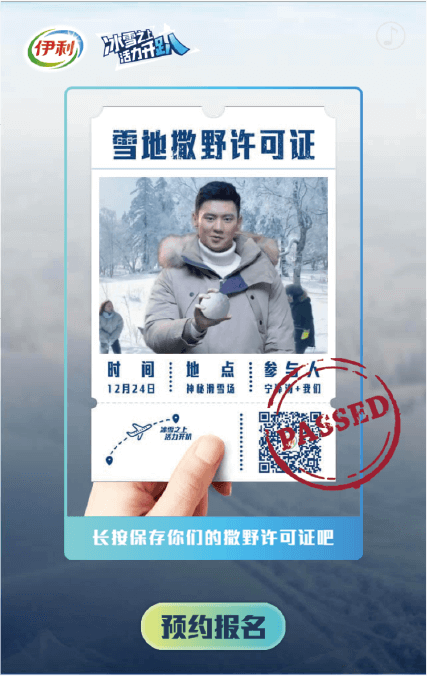 伊利
冰雪之上
活力开趴
雪地撒野许可证
时间 地点 参与人
12月24日 神秘滑雪场
+我们
冰雪之上
活力开趴
PASSED
长按保存你们的撒野许可证吧
预约报名